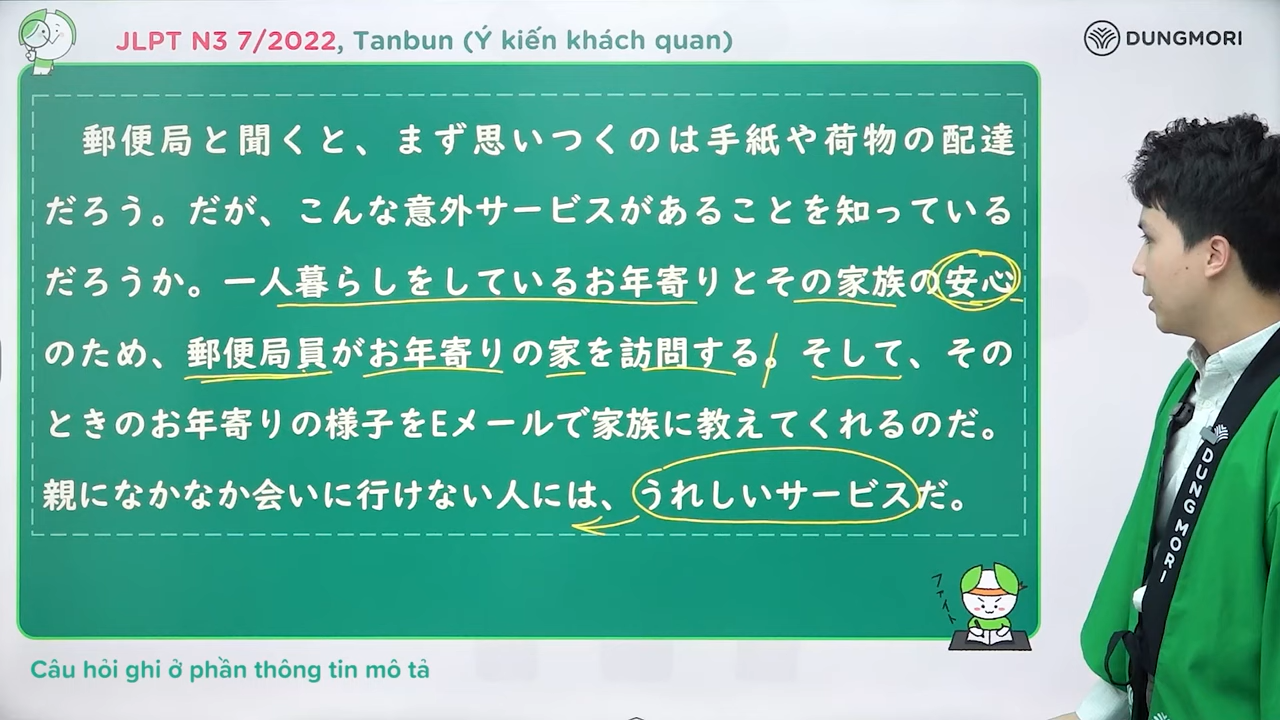 JLPT N3 7/2022, Tanbun (Ý kiến khách quan)
DUNGMORI
郵便局と聞くと、まず思いつくのは手紙や荷物の配達
だろう。だが、こんな意外サービスがあることを知っている
だろうか。一人暮らしをしているお年寄りとその家族の安心
のため、郵便局員がお年寄りの家を訪問する。そして、その
ときのお年寄りの様子をEメールで家族に教えてくれるのだ。
親になかなか会いに行けない人には、うれしいサービスだ。
ファイト
DUNGMORI
Câu hỏi ghi ở phần thông tin mô tả